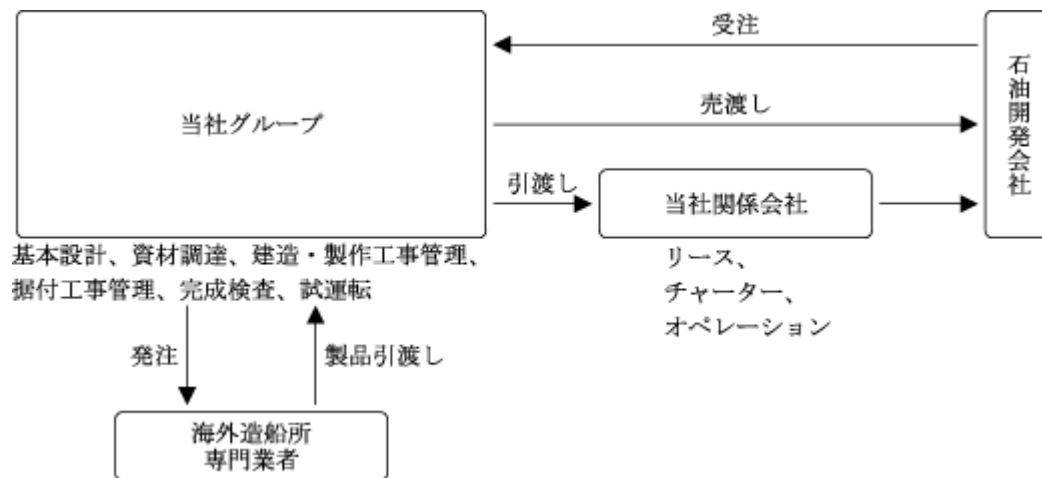 受注
石油開発会社
売渡し
当社グループ
引渡し
当社関係会社
基本設計、資材調達、建造・製作工事管理、
据付工事管理、完成検査、試運転
リース、
チャーター、
オペレーション
発注
製品引渡し
海外造船所
専門業者